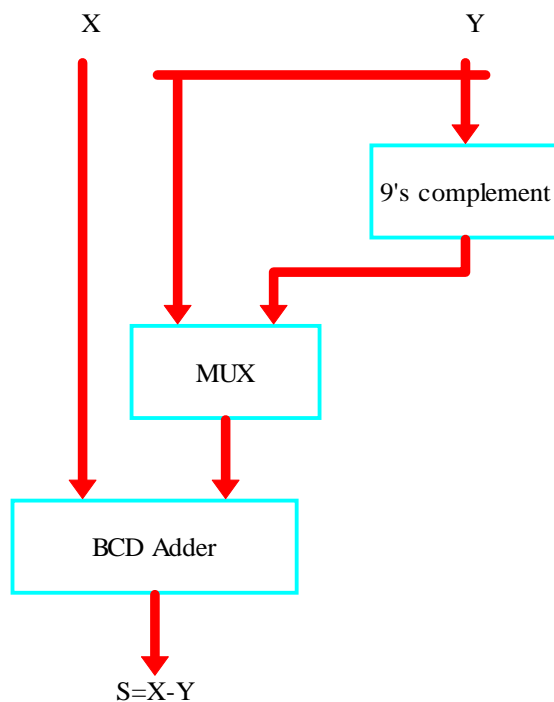 X
Y
9's complement
MUX
BCD Adder
S=X-Y